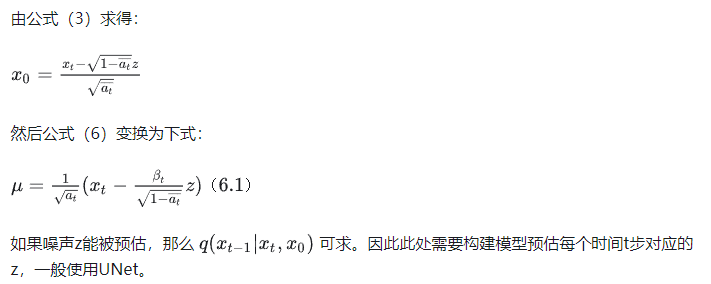 由公式（3）求得：
$x_0 = \frac{x_t - \sqrt{1-\overline{a_t}}z}{\sqrt{\overline{a_t}}}$
然后公式（6）变换为下式：
$\mu = \frac{1}{\sqrt{a_t}}(x_t - \frac{\beta_t}{\sqrt{1-\overline{a_t}}}z)$（6.1）
如果噪声z能被预估，那么 $q(x_{t-1}|x_t, x_0)$ 可求。因此此处需要构建模型预估每个时间t步对应的
z，一般使用UNet。